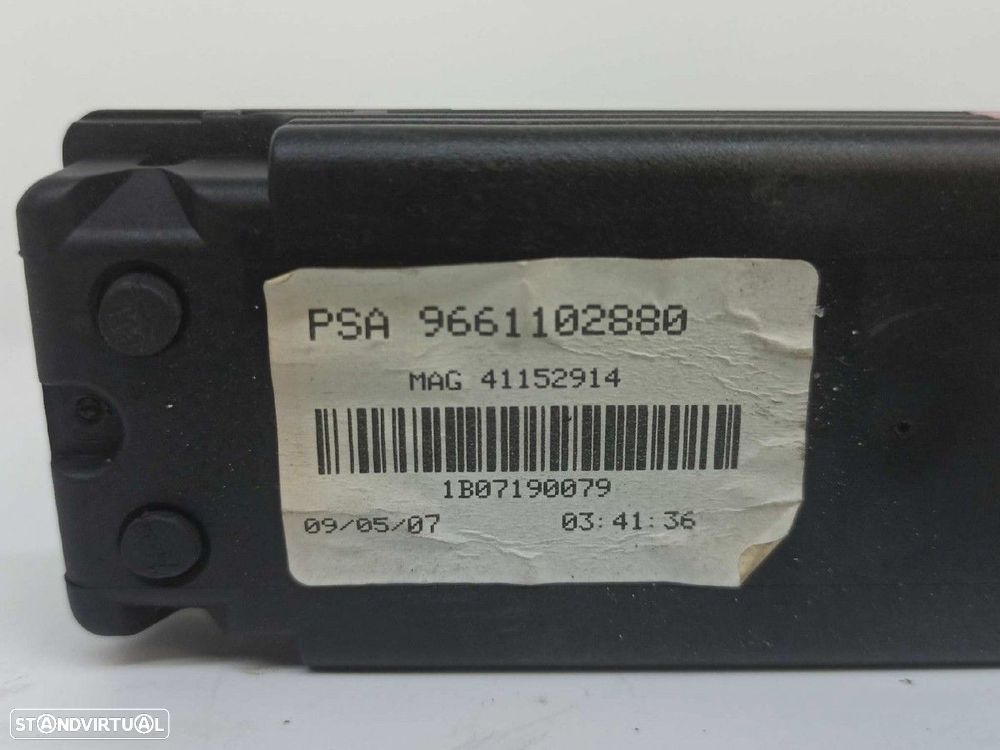 PSA 9661102880
MAG 41152914
1B07190079
09/05/07 03:41:36
STANDVIRTUAL